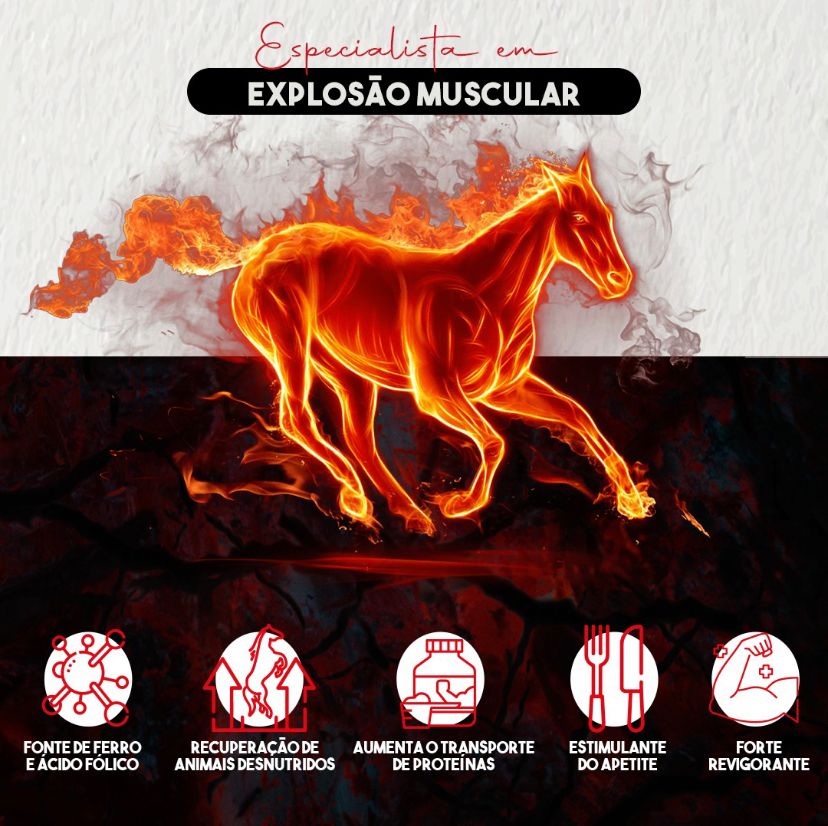 Especialista em
EXPLOSÃO MUSCULAR
FONTE DE FERRO
E ÁCIDO FÓLICO
RECUPERAÇÃO DE
ANIMAIS DESNUTRIDOS
AUMENTA O TRANSPORTE
DE PROTEÍNAS
ESTIMULANTE
DO APETITE
FORTE
REVIGORANTE